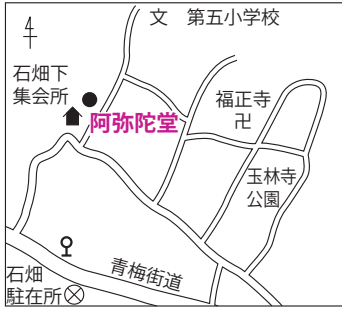 文 第五小学校
石畑下
集会所
阿弥陀堂
福正寺
卍
玉林寺
公園
青梅街道
石畑
駐在所